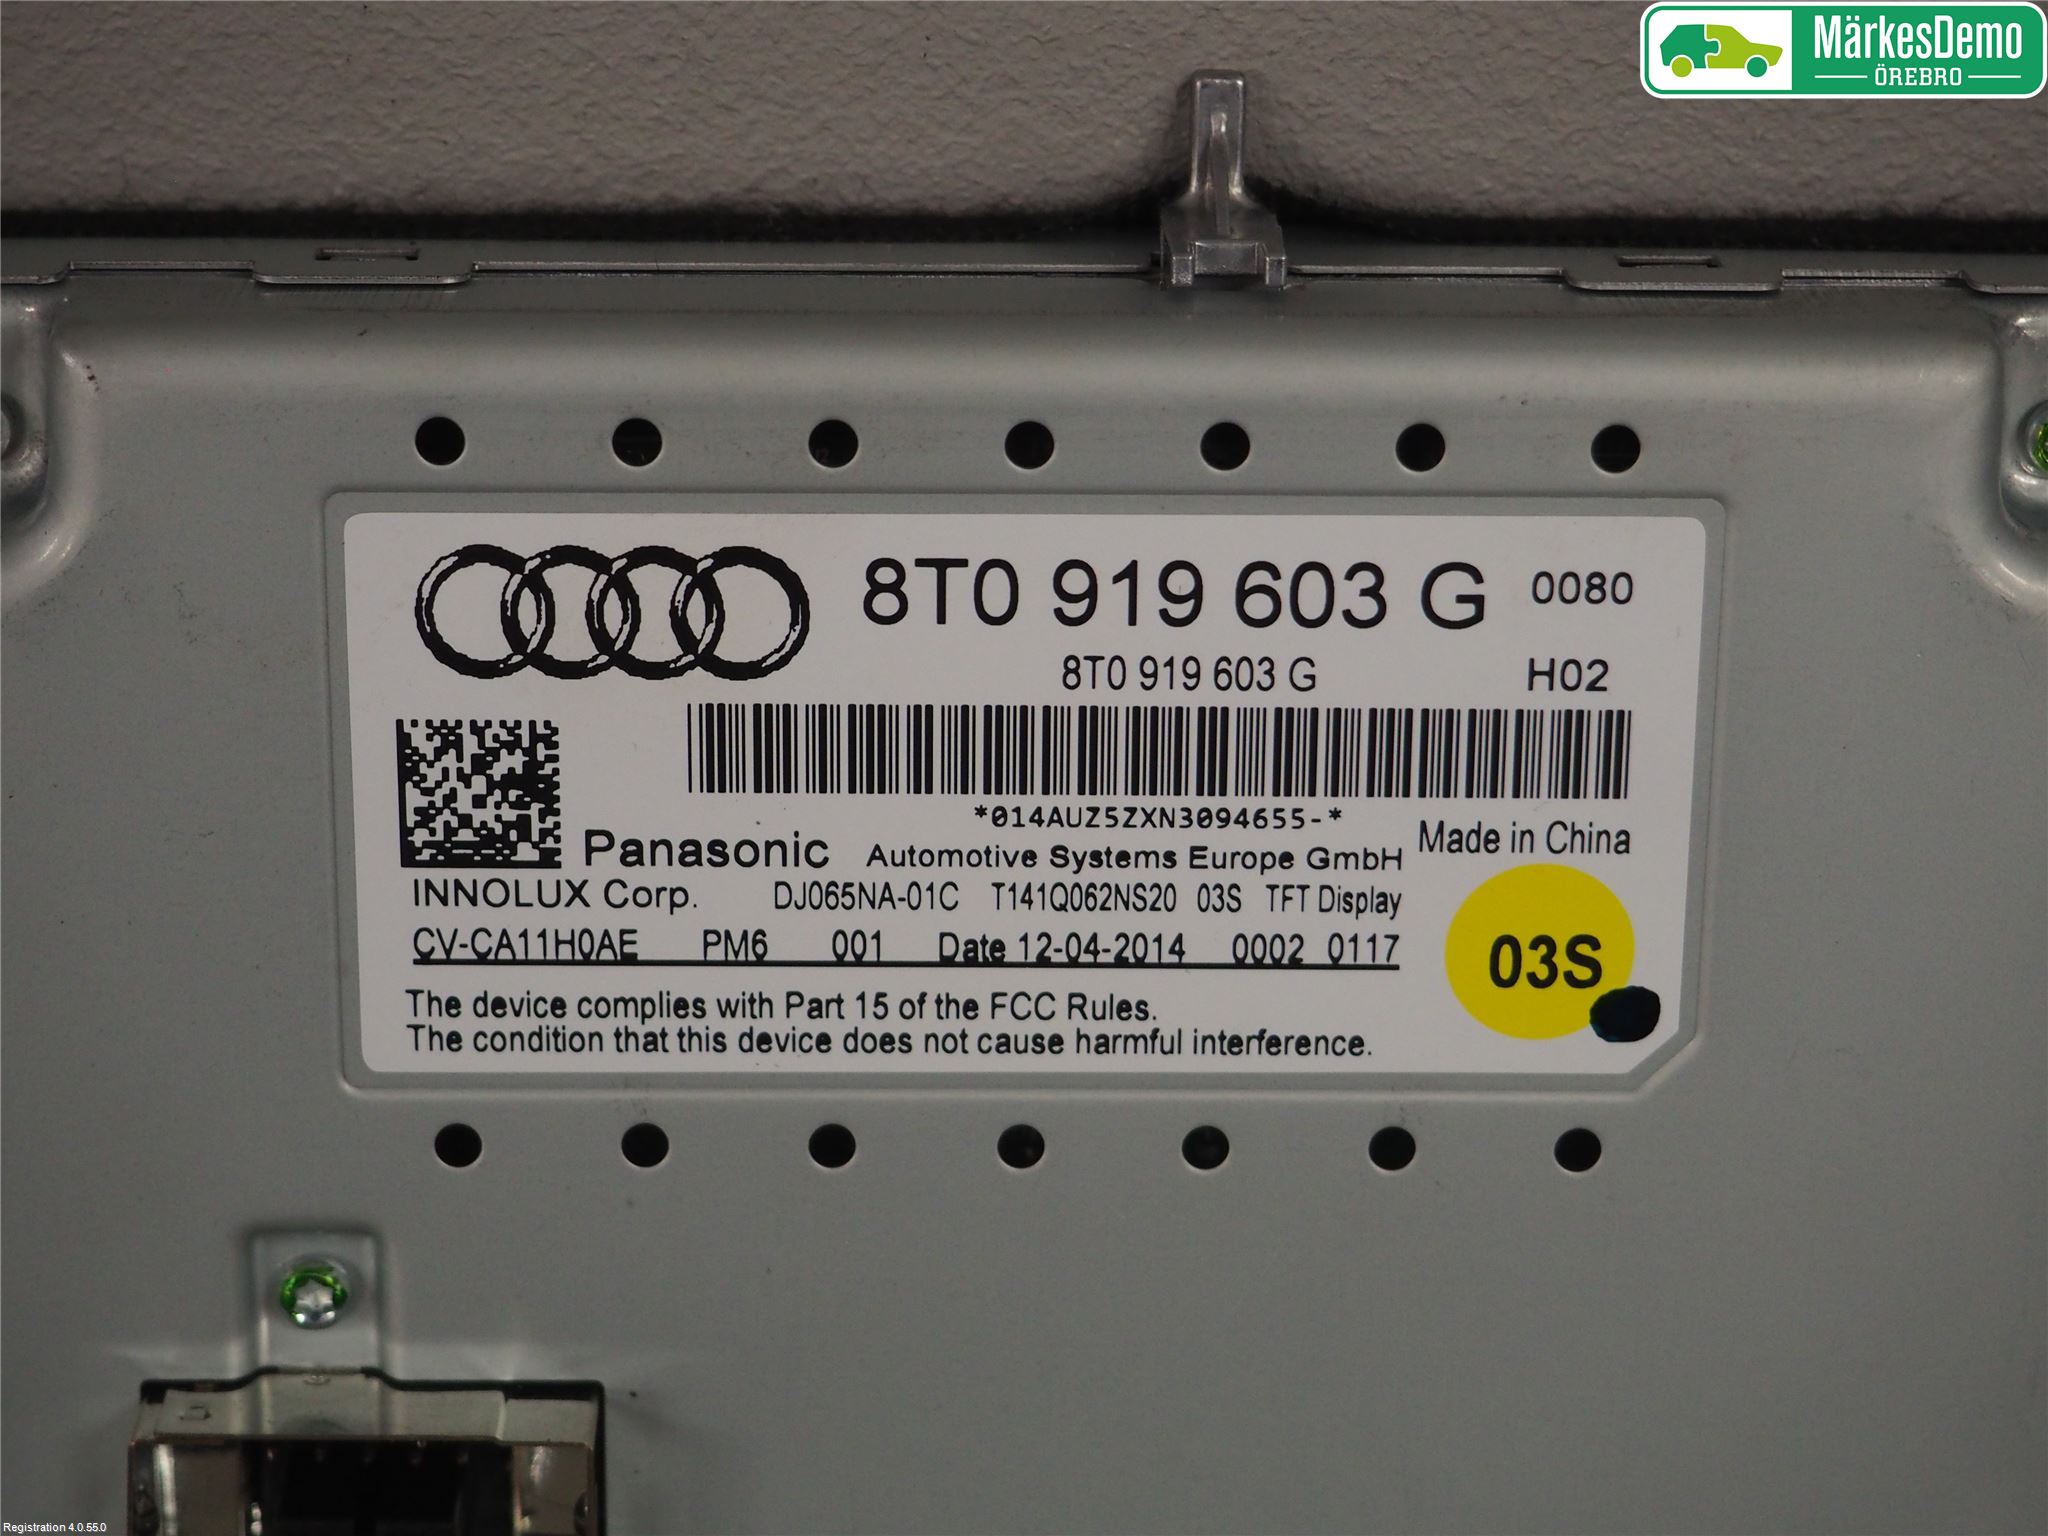 MärkesDemo
ÖREBRO
8T0 919 603 G 0080
8T0 919 603 G H02
*014AUZ5ZXN3094655-*
Panasonic Automotive Systems Europe GmbH Made in China
INNOLUX Corp. DJ065NA-01C T141Q062NS20 03S TFT Display
CV-CA11H0AE PM6 001 Date 12-04-2014 0002 0117
03S
The device complies with Part 15 of the FCC Rules.
The condition that this device does not cause harmful interference.
Registration 4.0.55.0